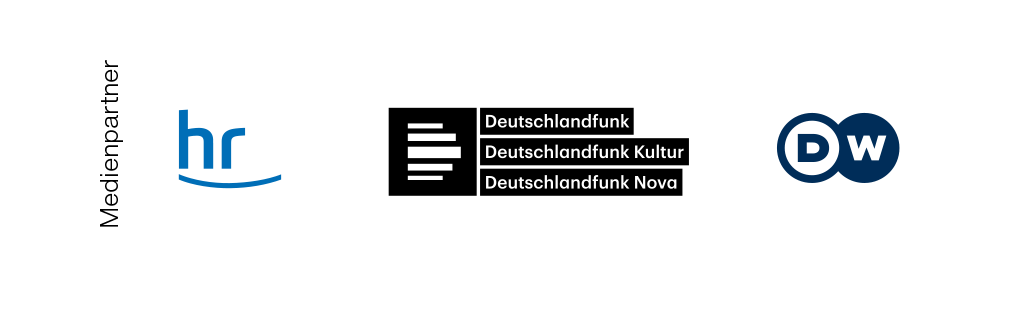 Medienpartner
hr
Deutschlandfunk
Deutschlandfunk Kultur
Deutschlandfunk Nova
DW